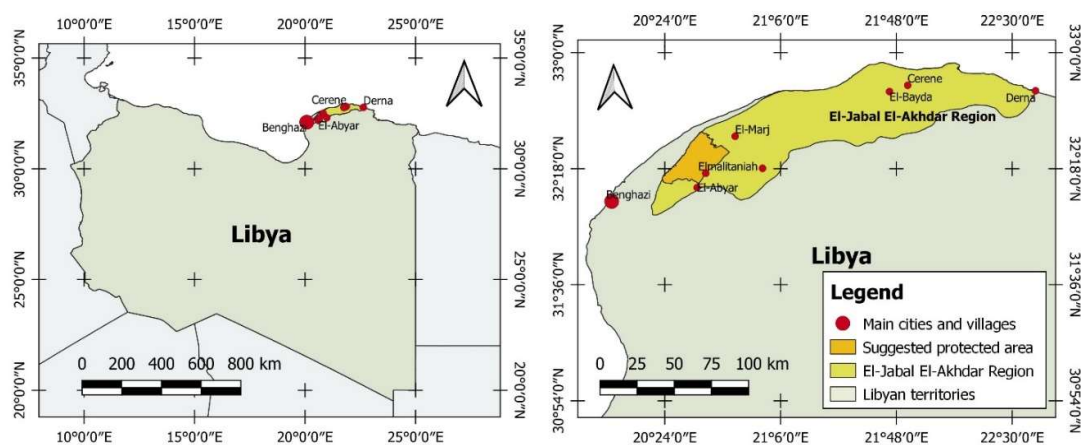 10°0'0"E 15°0'0"E 20°0'0"E 25°0'0"E
35°0'0"N
30°0'0"N
25°0'0"N
20°0'0"N
Cerene
Derna
Benghazi
El-Abyar
Libya
0 200 400 600 800 km
35°0'0"N
30°0'0"N
25°0'0"N
20°0'0"N
10°0'0"E 15°0'0"E 20°0'0"E 25°0'0"E
20°24'0"E 21°6'0"E 21°48'0"E 22°30'0"E
33°0'0"N
32°18'0"N
31°36'0"N
30°54'0"N
Cerene
El-Bayda
Derna
El-Jabal El-Akhdar Region
El-Marj
Elmalitaniah
El-Abyar
Benghazi
Libya
Legend
Main cities and villages
Suggested protected area
El-Jabal El-Akhdar Region
Libyan territories
0 25 50 75 100 km
33°0'0"N
32°18'0"N
31°36'0"N
30°54'0"N
20°24'0"E 21°6'0"E 21°48'0"E 22°30'0"E